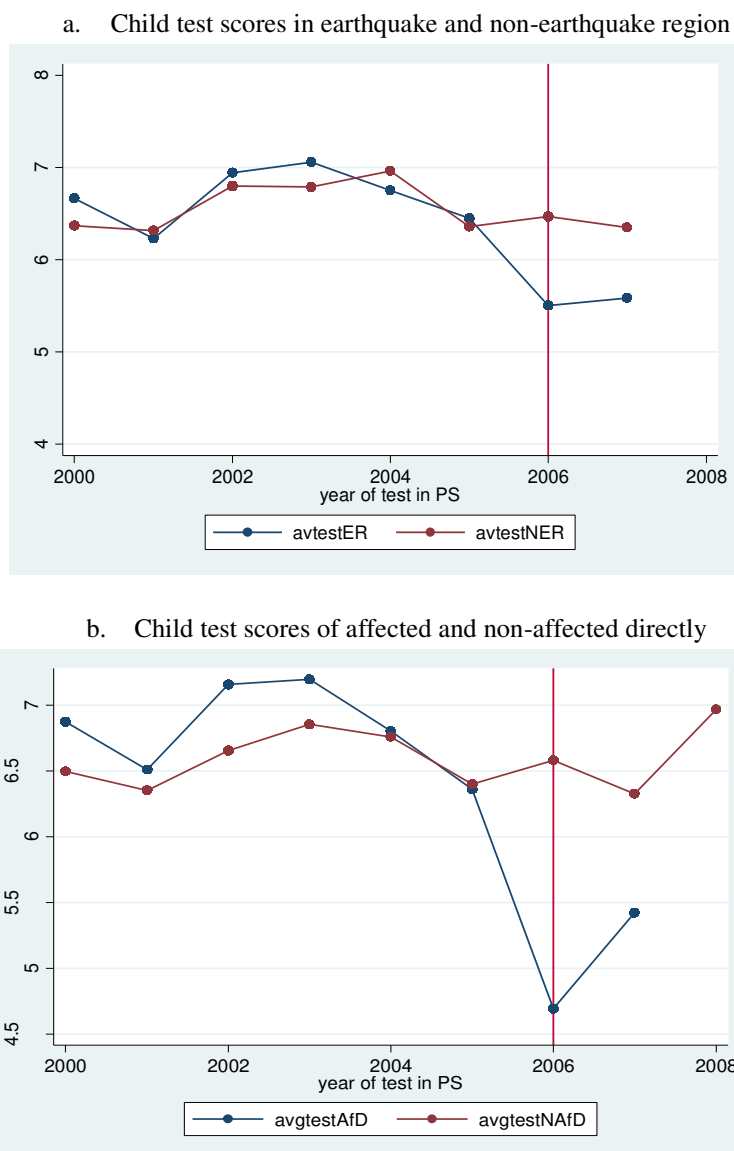 a. Child test scores in earthquake and non-earthquake region
8
7
6
5
4
2000 2002 2004 2006 2008
year of test in PS
avtestER avtestNER
b. Child test scores of affected and non-affected directly
7
6.5
6
5.5
5
4.5
2000 2002 2004 2006 2008
year of test in PS
avgtestAfD avgtestNAfD